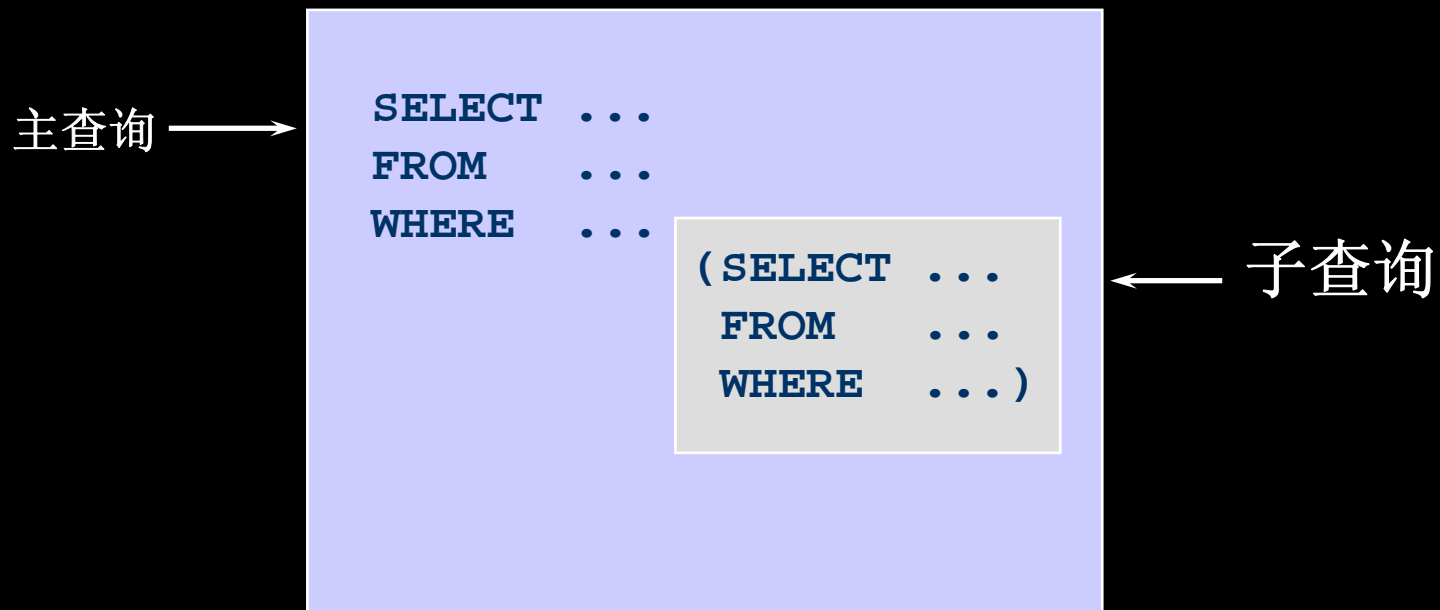 主查询
SELECT ...
FROM ...
WHERE ...
(SELECT ...
FROM ...
WHERE ...)
子查询